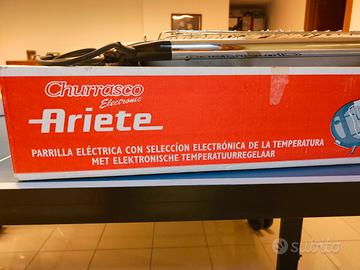 Churrasco
Electronic
Ariete
PARRILLA ELÉCTRICA CON SELECCIÓN ELECTRÓNICA DE LA TEMPERATURA
MET ELEKTRONISCHE TEMPERATUURREGELAAR
subito